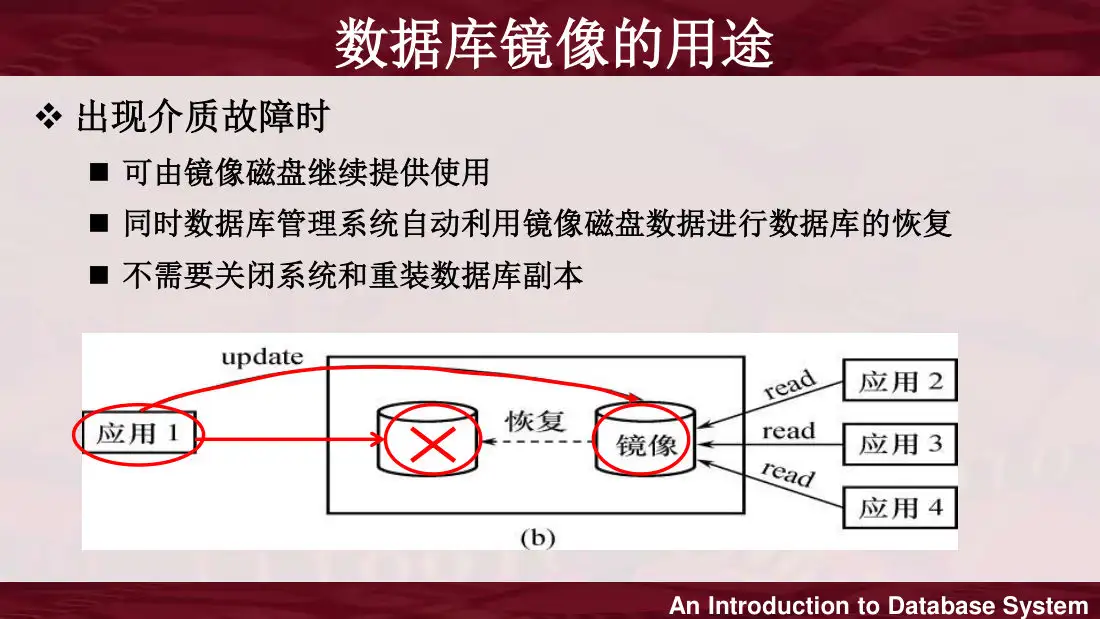 数据库镜像的用途
❖ 出现介质故障时
■ 可由镜像磁盘继续提供使用
■ 同时数据库管理系统自动利用镜像磁盘数据进行数据库的恢复
■ 不需要关闭系统和重装数据库副本
update
read
应用 2
应用 1
恢复
镜像
read
应用 3
read
应用 4
(b)
An Introduction to Database System